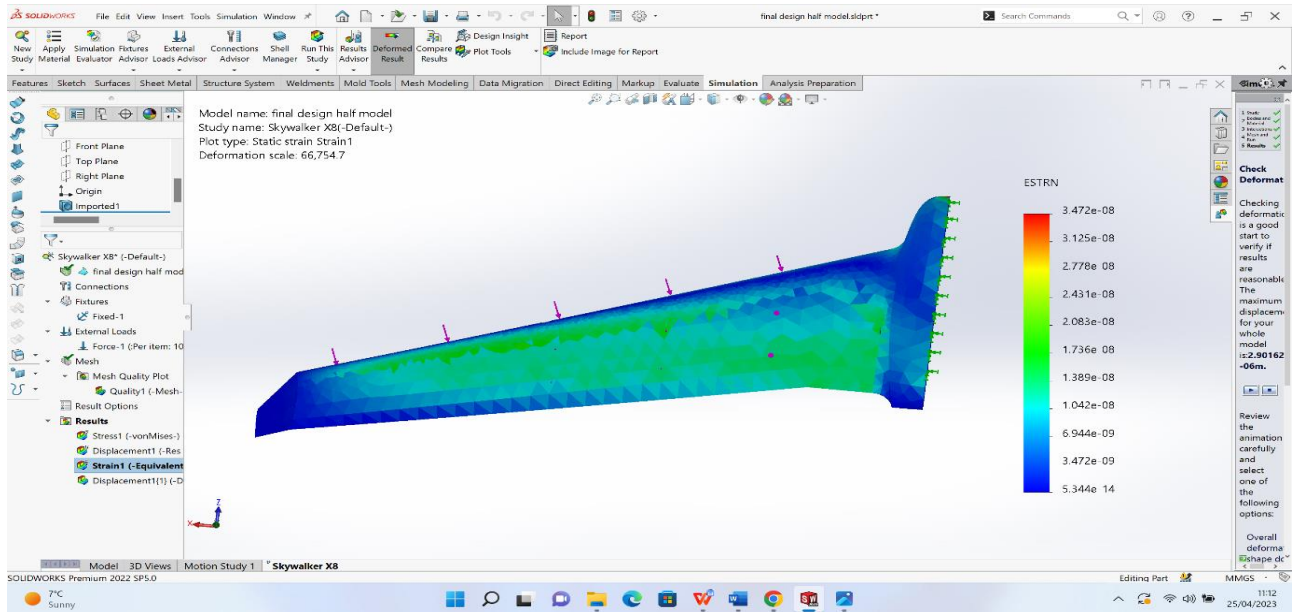 SOLIDWORKS File Edit View Insert Tools Simulation Window
final design half model.sldprt *
Search Commands
New Study
Apply Material
Simulation Evaluator
Fixtures Advisor
External Loads Advisor
Connections Advisor
Shell Manager
Run This Study
Results Advisor
Deformed Result
Compare Results
Design Insight
Plot Tools
Report
Include Image for Report
Features Sketch Surfaces Sheet Metal Structure System Weldments Mold Tools Mesh Modeling Data Migration Direct Editing Markup Evaluate Simulation Analysis Preparation
Front Plane
Top Plane
Right Plane
Origin
Imported1
Skywalker X8* (-Default-)
final design half mod
Connections
Fixtures
Fixed-1
External Loads
Force-1 (:Per item: 10
Mesh
Mesh Quality Plot
Quality1 (-Mesh-
Result Options
Results
Stress1 (-vonMises-)
Displacement1 (-Res
Strain1 (-Equivalent
Displacement1{1} (-D
Model name: final design half model
Study name: Skywalker X8(-Default-)
Plot type: Static strain Strain1
Deformation scale: 66,754.7
ESTRN
3.472e-08
3.125e-08
2.778e 08
2.431e-08
2.083e-08
1.736e 08
1.389e-08
1.042e-08
6.944e-09
3.472e-09
5.344e 14
Z
X
Sim
5 Results
Check
Deformat
Checking
deformatic
is a good
start to
verify if
results
are
reasonable
The
maximum
displacem
for your
whole
model
is:2.90162
-06m.
Review
the
animation
carefully
and
select
one of
the
following
options:
Overall
deforma
shape dc
Model 3D Views Motion Study 1 Skywalker X8
SOLIDWORKS Premium 2022 SP5.0
Editing Part MMGS
7°C
Sunny
11:12
25/04/2023